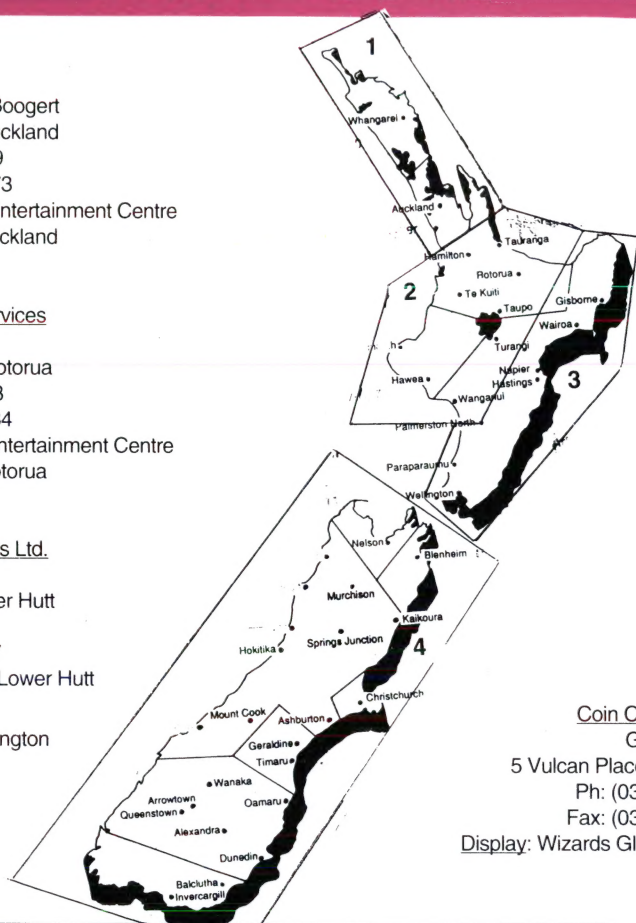 Boogert
ckland
9
73
ntertainment Centre
ckland
vices
otorua
3
34
ntertainment Centre
otorua
s Ltd.
er Hutt
Lower Hutt
ngton
1
Whangarei
Auckland
Tauranga
Hamilton
Rotorua
2
Te Kuiti
Gisborne
Taupo
Wairoa
Turangi
h
Napier
3
Hawea
Hastings
Wanganui
Palmerston North
Paraparaumu
Wellington
Nelson
Blenheim
Murchison
Kaikoura
Springs Junction
4
Hokitika
Christchurch
Mount Cook
Ashburton
Geraldine
Timaru
Wanaka
Arrowtown
Oamaru
Queenstown
Alexandra
Dunedin
Balclutha
Invercargill
Coin C
G
5 Vulcan Place
Ph: (03
Fax: (03
Display: Wizards Gl